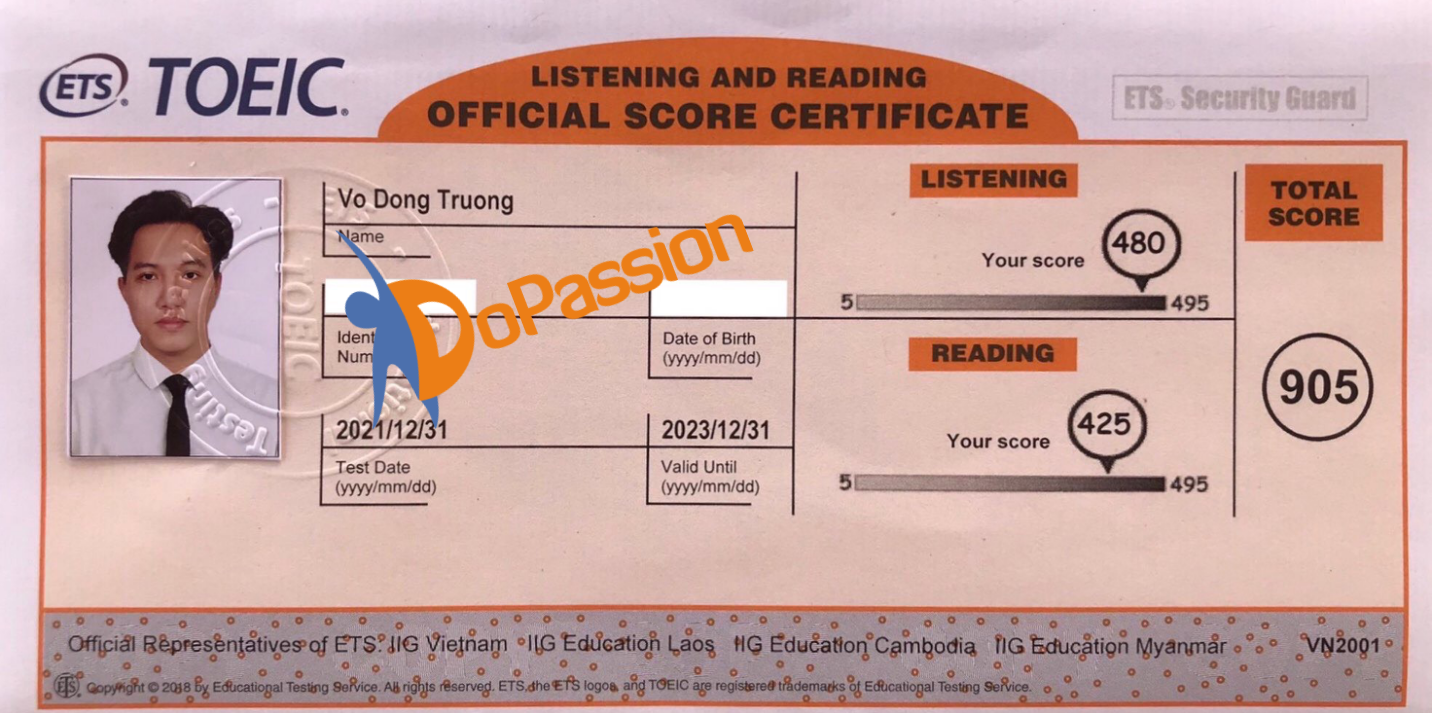 ETS® TOEIC®
LISTENING AND READING
OFFICIAL SCORE CERTIFICATE
ETS® Security Guard
Vo Dong Truong
Name
DoPassion
Ident
Num
Date of Birth
(yyyy/mm/dd)
2021/12/31
Test Date
(yyyy/mm/dd)
2023/12/31
Valid Until
(yyyy/mm/dd)
TOEIC
Testing
LISTENING
Your score
480
5
495
READING
Your score
425
5
495
TOTAL
SCORE
905
Official Representatives of ETS: IIG Vietnam IIG Education Laos IIG Education Cambodia IIG Education Myanmar VN2001
ETS® Copyright © 2018 by Educational Testing Service. All rights reserved. ETS, the ETS logos, and TOEIC are registered trademarks of Educational Testing Service.